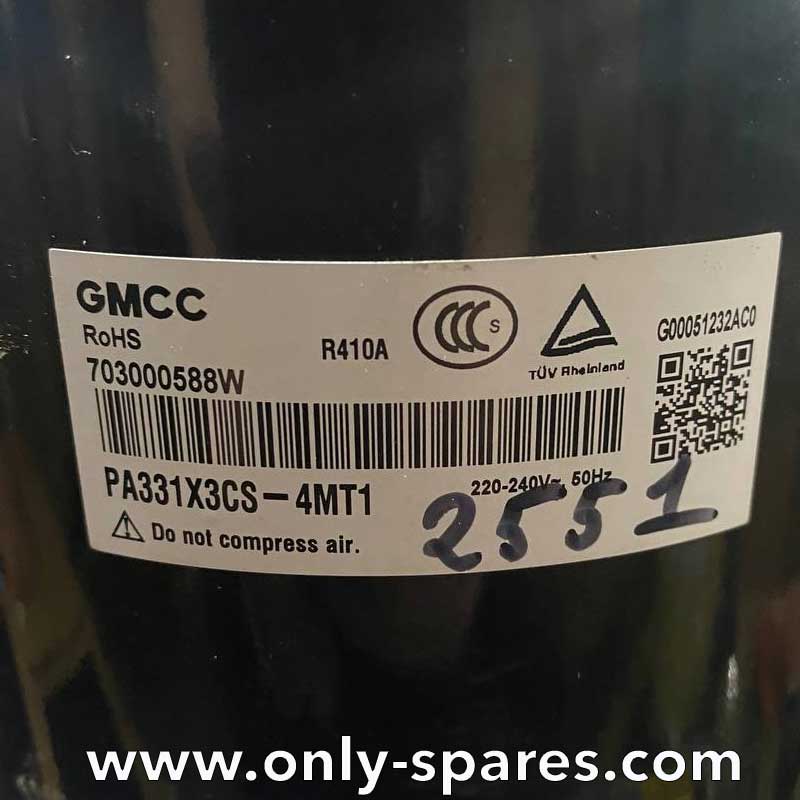 GMCC
RoHS
R410A
CCC S
TÜV Rheinland
G00051232AC0
703000588W
PA331X3CS-4MT1
220-240V~, 50Hz
Do not compress air.
2551
www.only-spares.com